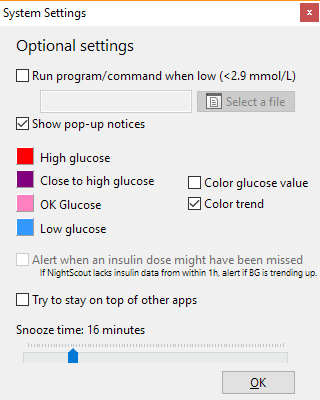 System Settings
x
Optional settings
Run program/command when low (<2.9 mmol/L)
Select a file
Show pop-up notices
High glucose
Close to high glucose
Color glucose value
OK Glucose
Color trend
Low glucose
Alert when an insulin dose might have been missed
If NightScout lacks insulin data from within 1h, alert if BG is trending up.
Try to stay on top of other apps
Snooze time: 16 minutes
OK